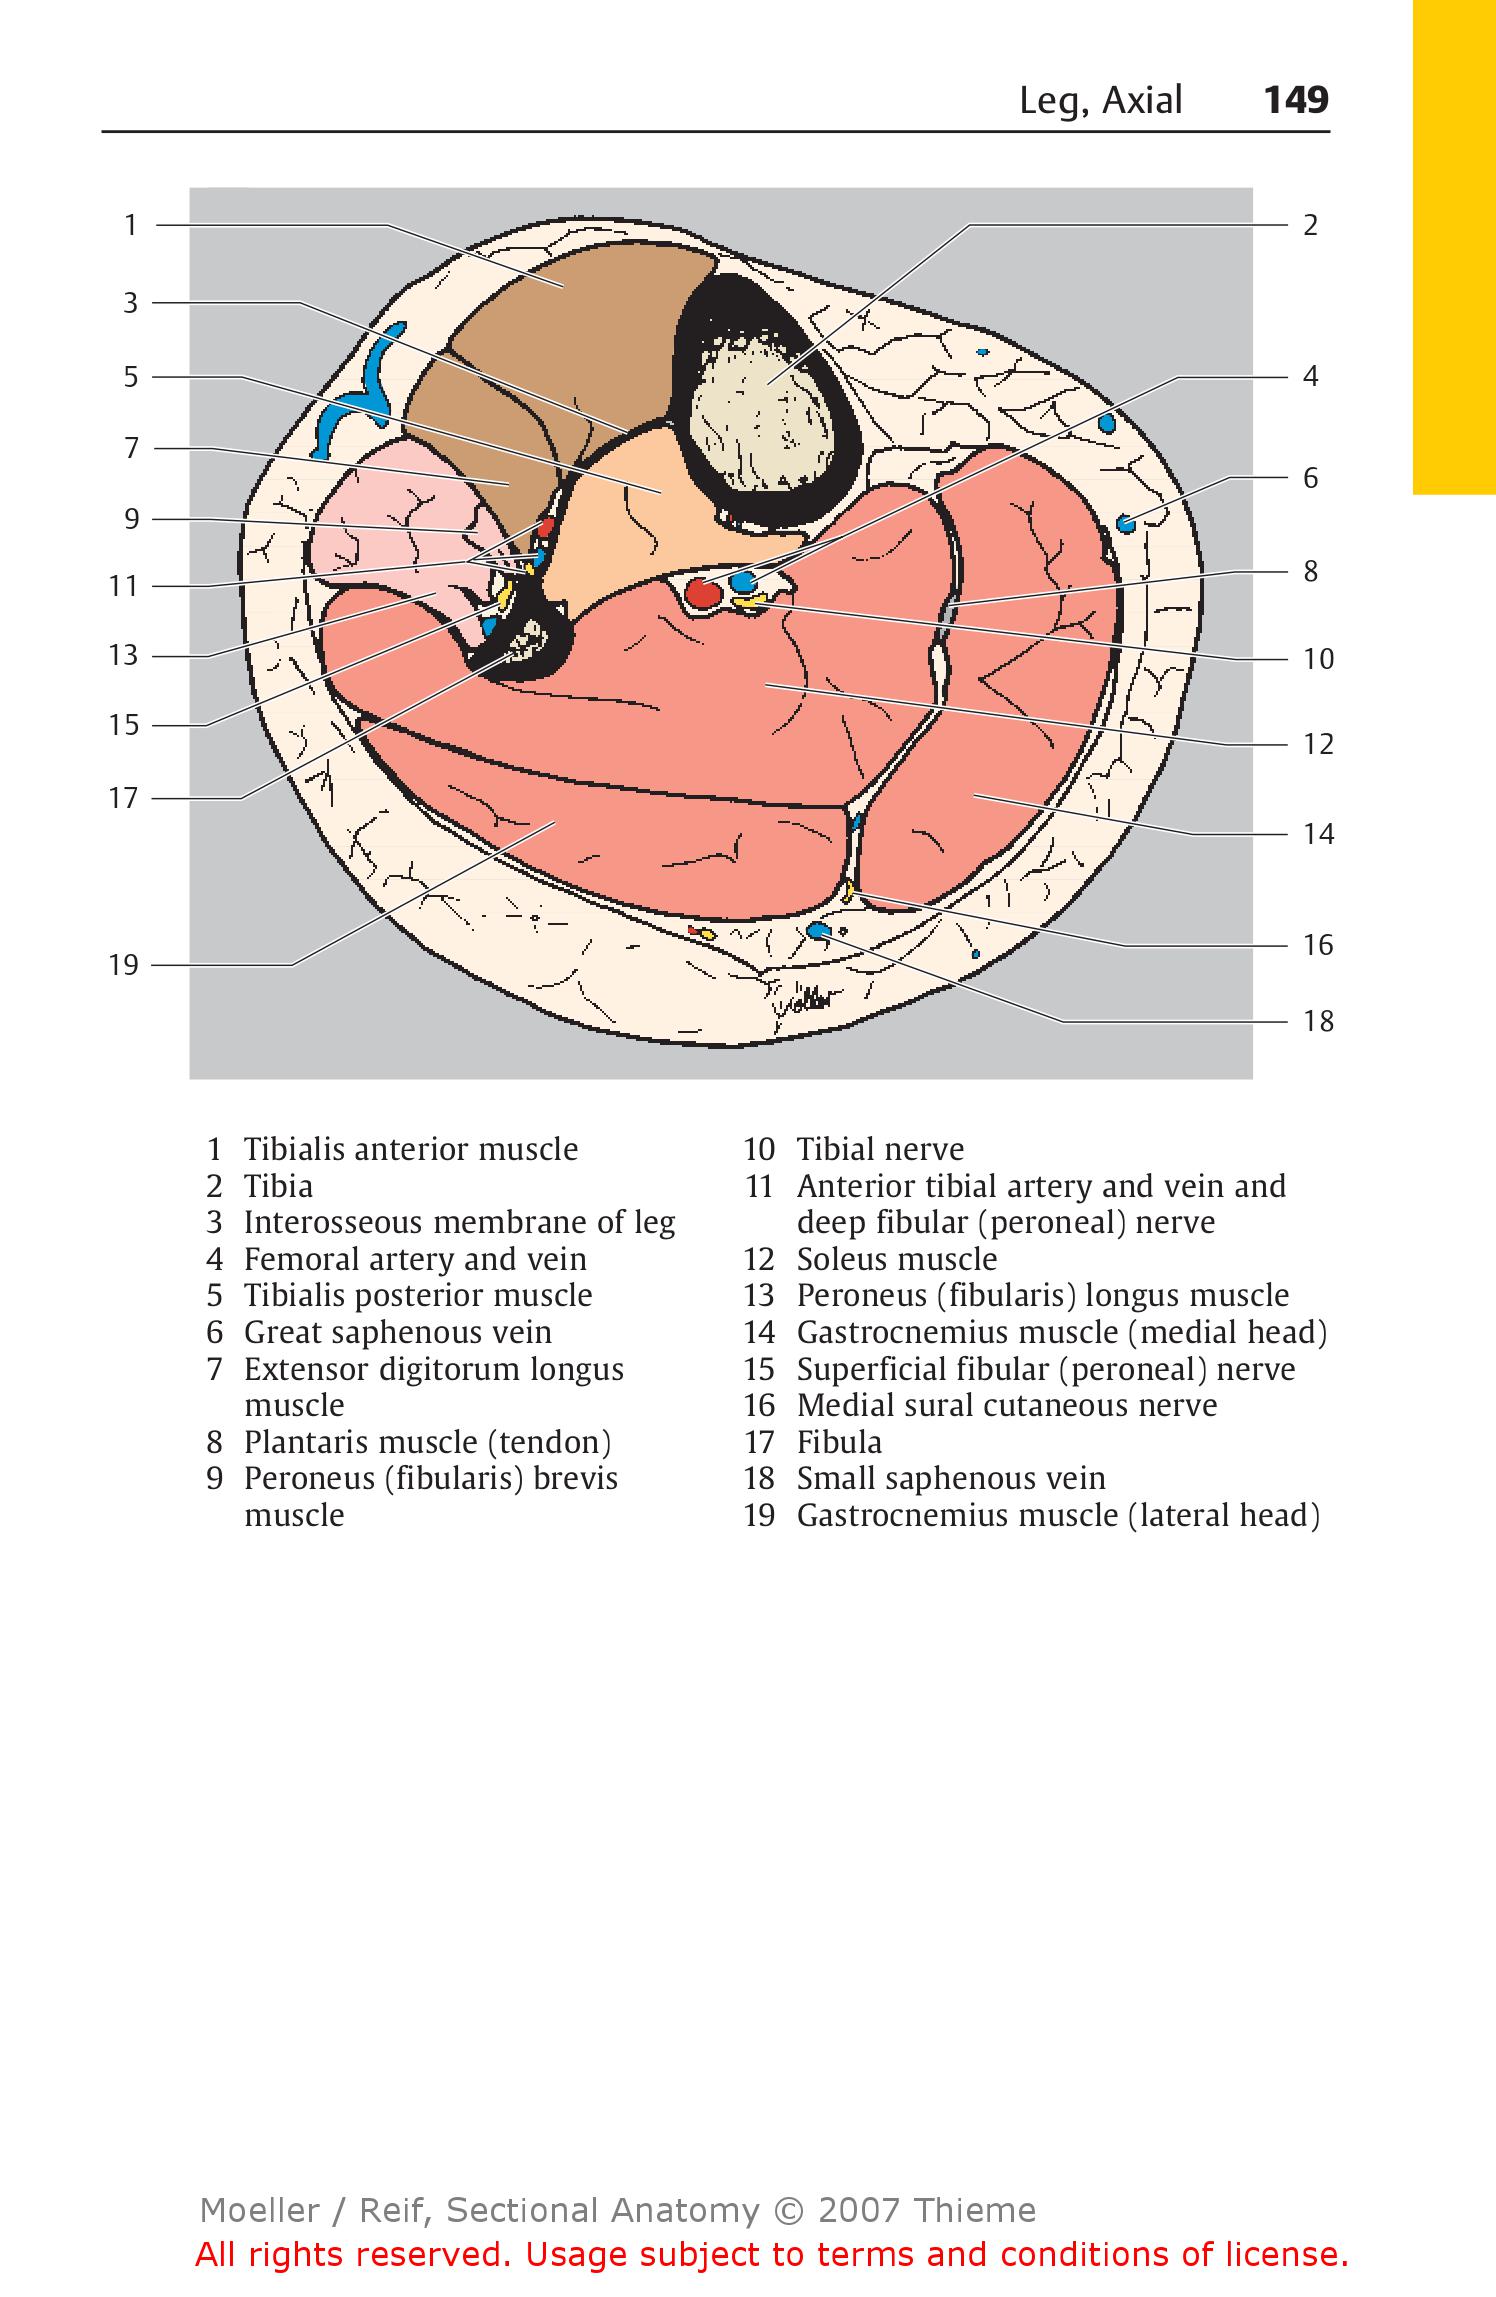 Leg, Axial 149
1
2
3
4
5
6
7
8
9
10
11
12
13
14
15
16
17
18
19
1 Tibialis anterior muscle
2 Tibia
3 Interosseous membrane of leg
4 Femoral artery and vein
5 Tibialis posterior muscle
6 Great saphenous vein
7 Extensor digitorum longus
muscle
8 Plantaris muscle (tendon)
9 Peroneus (fibularis) brevis
muscle
10 Tibial nerve
11 Anterior tibial artery and vein and
deep fibular (peroneal) nerve
12 Soleus muscle
13 Peroneus (fibularis) longus muscle
14 Gastrocnemius muscle (medial head)
15 Superficial fibular (peroneal) nerve
16 Medial sural cutaneous nerve
17 Fibula
18 Small saphenous vein
19 Gastrocnemius muscle (lateral head)
Moeller / Reif, Sectional Anatomy © 2007 Thieme
All rights reserved. Usage subject to terms and conditions of license.